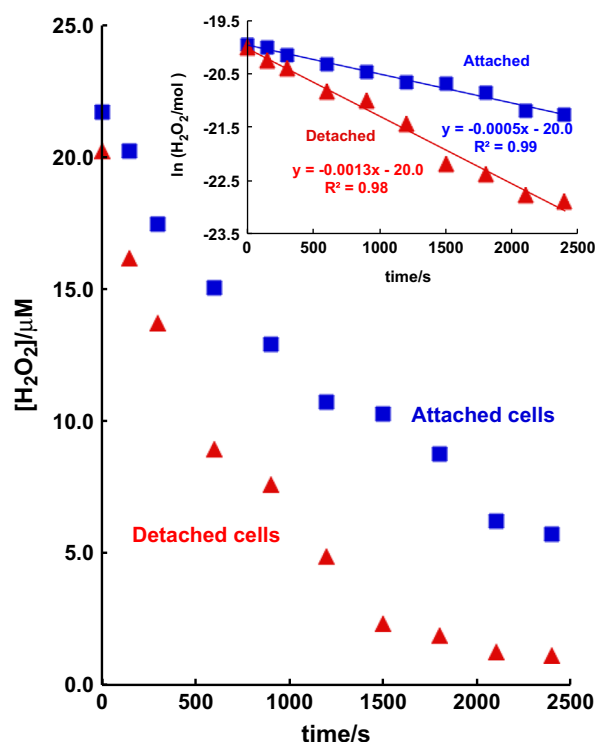 25.0
20.0
15.0
10.0
5.0
0.0
[H₂O₂]/μM
0
500
1000
1500
2000
2500
time/s
Attached cells
Detached cells
-19.5
-20.5
-21.5
-22.5
-23.5
ln (H₂O₂/mol )
0
500
1000
1500
2000
2500
time/s
Attached
y = -0.0005x - 20.0
R² = 0.99
Detached
y = -0.0013x - 20.0
R² = 0.98